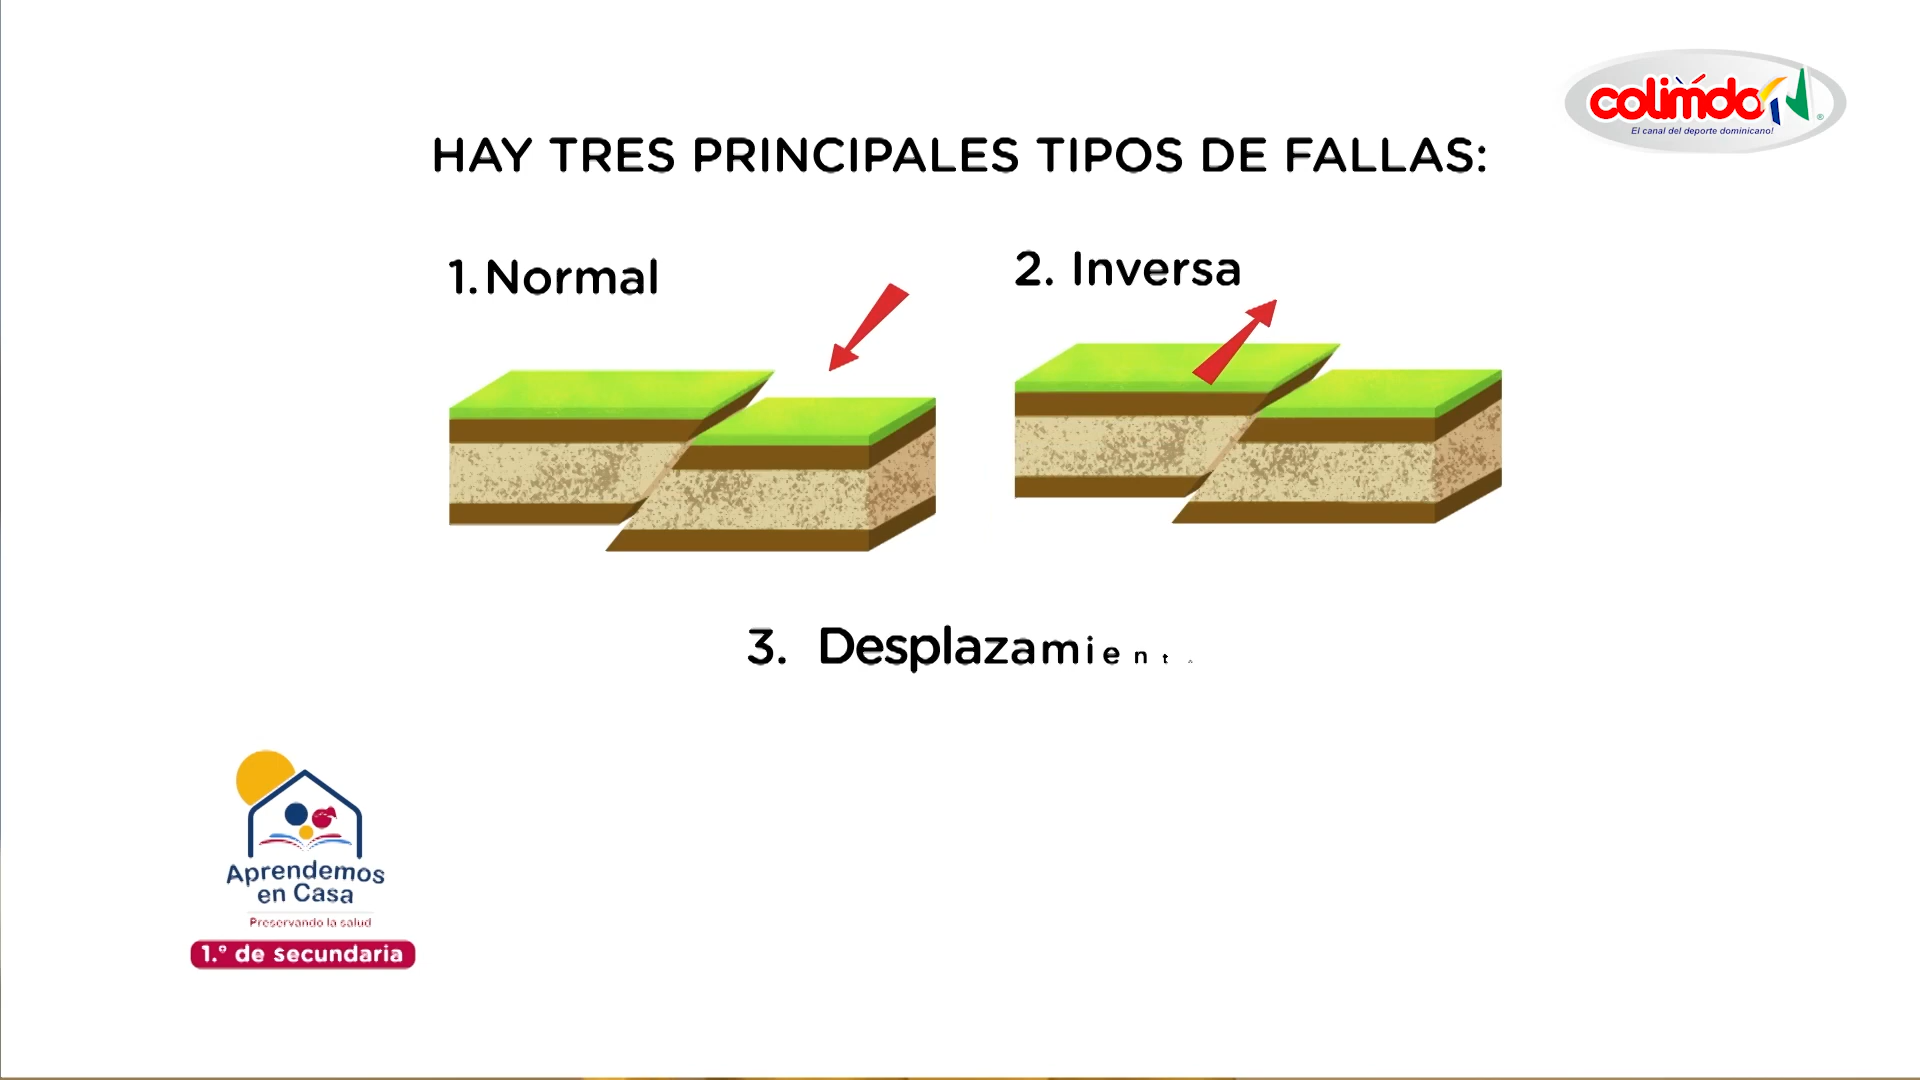 colimdo
El canal del deporte dominicano!
HAY TRES PRINCIPALES TIPOS DE FALLAS:
1.Normal
2. Inversa
3. Desplazamiento
Aprendemos
en Casa
Preservando la salud
1.° de secundaria